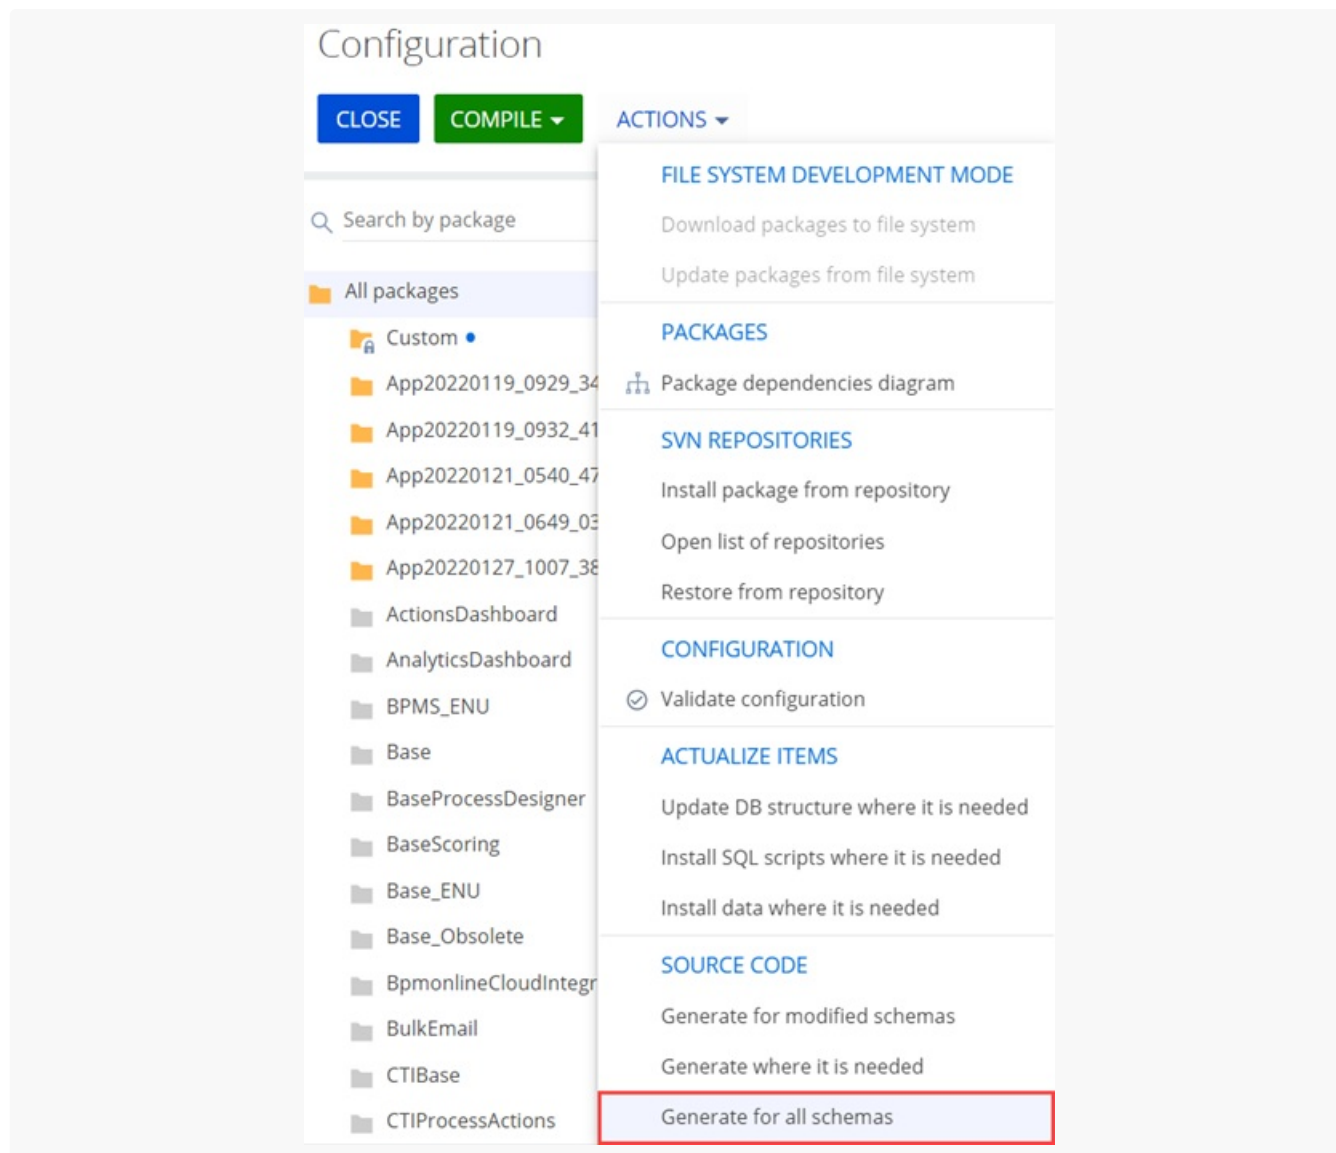 Configuration
CLOSE
COMPILE
ACTIONS
Search by package
All packages
Custom
App20220119_0929_34
App20220119_0932_41
App20220121_0540_47
App20220121_0649_03
App20220127_1007_38
ActionsDashboard
AnalyticsDashboard
BPMS_ENU
Base
BaseProcessDesigner
BaseScoring
Base_ENU
Base_Obsolete
BpmonlineCloudIntegr
BulkEmail
CTIBase
CTIProcessActions
FILE SYSTEM DEVELOPMENT MODE
Download packages to file system
Update packages from file system
PACKAGES
Package dependencies diagram
SVN REPOSITORIES
Install package from repository
Open list of repositories
Restore from repository
CONFIGURATION
Validate configuration
ACTUALIZE ITEMS
Update DB structure where it is needed
Install SQL scripts where it is needed
Install data where it is needed
SOURCE CODE
Generate for modified schemas
Generate where it is needed
Generate for all schemas